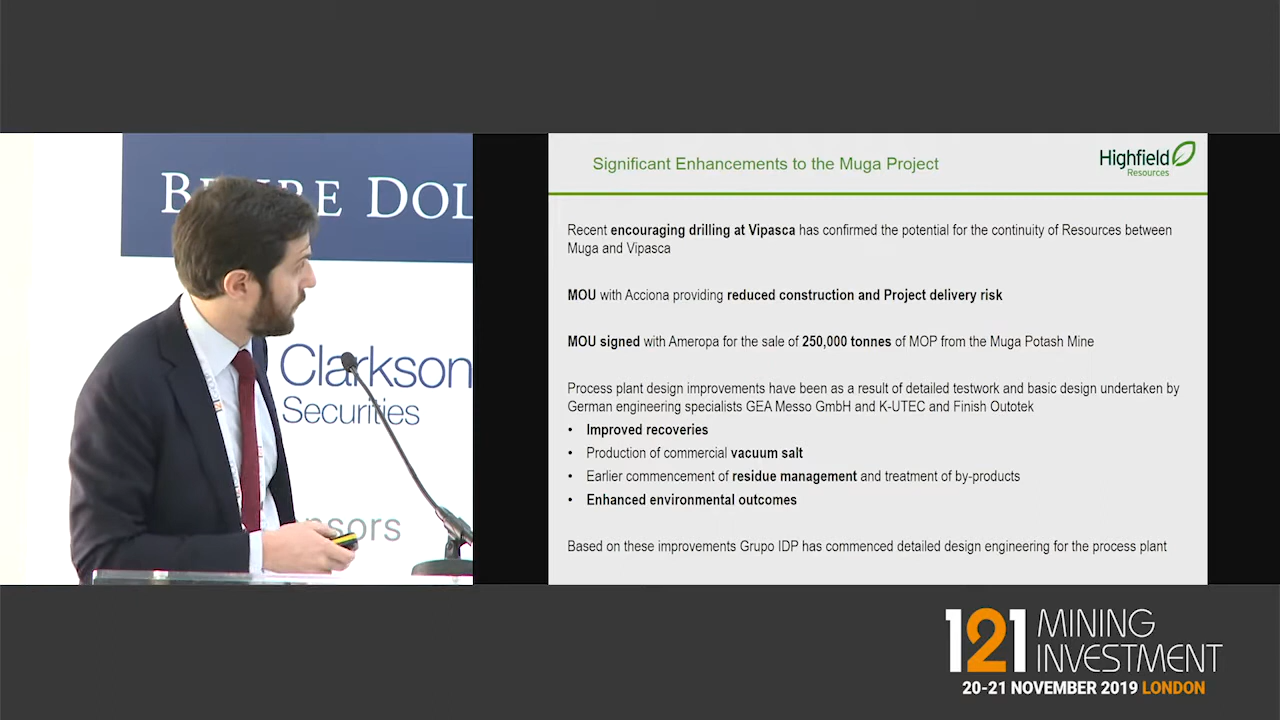 DOL
Clarkson
Securities
Significant Enhancements to the Muga Project
Highfield
Resources
Recent encouraging drilling at Vipasca has confirmed the potential for the continuity of Resources between
Muga and Vipasca
MOU with Acciona providing reduced construction and Project delivery risk
MOU signed with Ameropa for the sale of 250,000 tonnes of MOP from the Muga Potash Mine
Process plant design improvements have been as a result of detailed testwork and basic design undertaken by
German engineering specialists GEA Messo GmbH and K-UTEC and Finish Outotek
• Improved recoveries
• Production of commercial vacuum salt
• Earlier commencement of residue management and treatment of by-products
• Enhanced environmental outcomes
Based on these improvements Grupo IDP has commenced detailed design engineering for the process plant
121 MINING
INVESTMENT
20-21 NOVEMBER 2019 LONDON